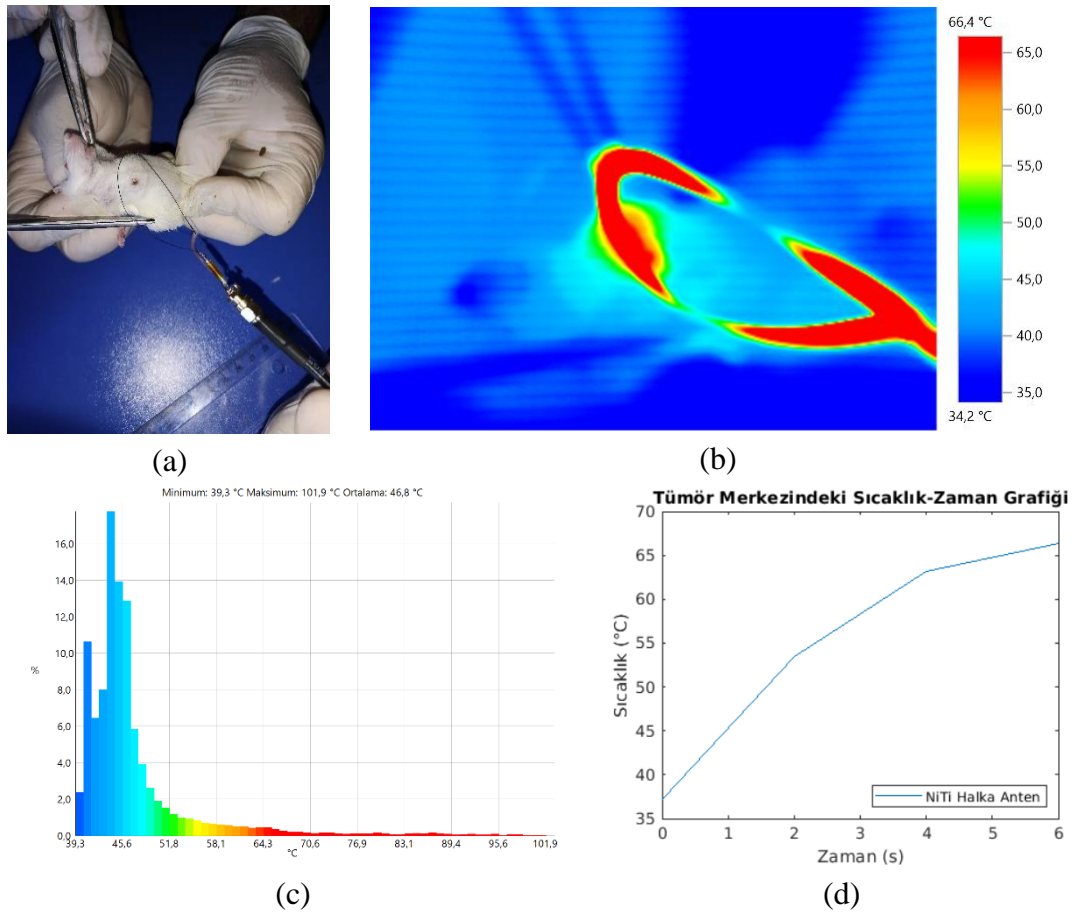 66,4 °C
65,0
60,0
55,0
50,0
45,0
40,0
35,0
34,2 °C
(a)
(b)
Minimum: 39,3 °C Maksimum: 101,9 °C Ortalama: 46,8 °C
16,0
14,0
12,0
10,0
%
8,0
6,0
4,0
2,0
0,0
39,3 45,6 51,8 58,1 64,3 70,6 76,9 83,1 89,4 95,6 101,9
°C
(c)
Tümör Merkezindeki Sıcaklık-Zaman Grafiği
70
65
60
55
50
45
40
35
Sıcaklık (°C)
NiTi Halka Anten
0 1 2 3 4 5 6
Zaman (s)
(d)